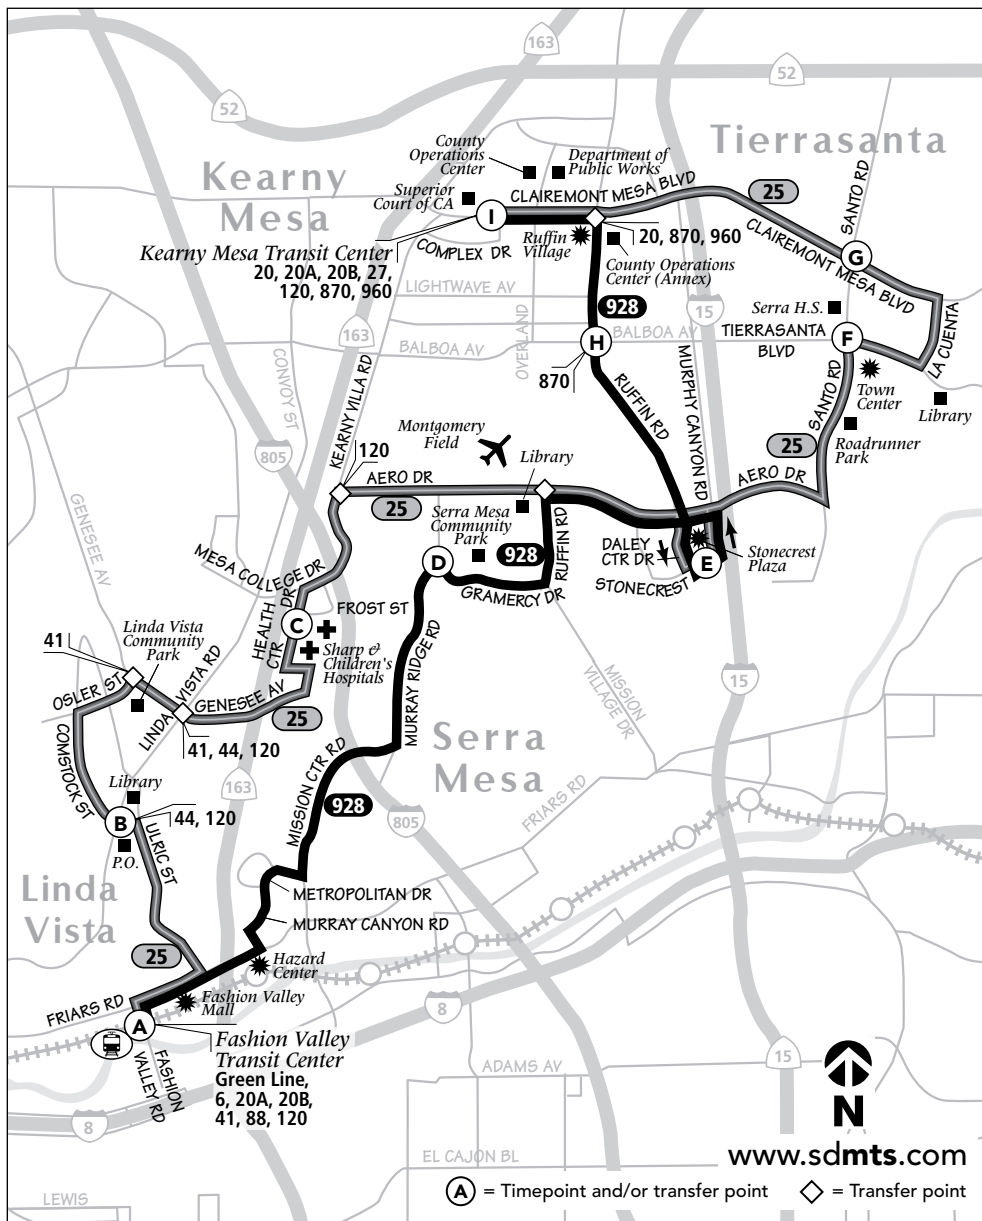 163
52
52
Tierrasanta
Kearny
Mesa
County
Operations
Center
Department of
Public Works
Superior
Court of CA
CLAIREMONT MESA BLVD
25
SANTO RD
I
Kearny Mesa Transit Center
20, 20A, 20B, 27,
120, 870, 960
COMPLEX DR
Ruffin
Village
20, 870, 960
County Operations
Center (Annex)
CLAIREMONT MESA BLVD
G
LIGHTWAVE AV
928
15
Serra H.S.
163
OVERLAND
BALBOA AV
BALBOA AV
H
TIERRASANTA
BLVD
F
LA CUENTA
870
CONVOY ST
KEARNY VILLA RD
RUFFIN RD
MURPHY CANYON RD
SANTO RD
Town
Center
Library
Roadrunner
Park
25
805
120
Montgomery
Field
Library
AERO DR
AERO DR
25
GENESEE AV
Serra Mesa
Community
Park
928
RUFFIN RD
DALEY
CTR DR
Stonecrest
Plaza
E
STONECREST
MESA COLLEGE DR
D
GRAMERCY DR
HEALTH
CTR
DR
FROST ST
C
Sharp &
Children's
Hospitals
Linda Vista
Community
Park
41
OSLER ST
LINDA VISTA RD
GENESEE AV
25
41, 44, 120
MURRAY RIDGE RD
MISSION
VILLAGE DR
15
Serra
Mesa
COMSTOCK ST
Library
B
44, 120
P.O.
ULRIC ST
163
MISSION CTR RD
928
805
FRIARS RD
Linda
Vista
METROPOLITAN DR
MURRAY CANYON RD
25
Hazard
Center
FRIARS RD
Fashion Valley
Mall
8
A
Fashion Valley
Transit Center
Green Line,
6, 20A, 20B,
41, 88, 120
FASHION
VALLEY RD
8
ADAMS AV
15
N
EL CAJON BL
www.sdmts.com
LEWIS
A = Timepoint and/or transfer point
= Transfer point